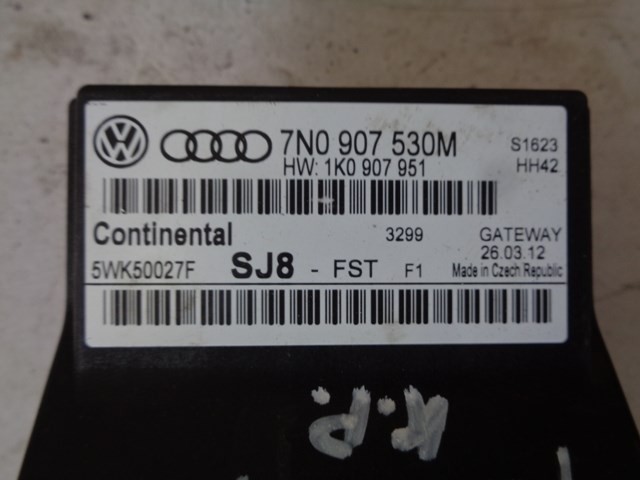 7N0 907 530M S1623
HW: 1K0 907 951 HH42
Continental 3299 GATEWAY
26.03.12
5WK50027F SJ8 - FST F1 Made in Czech Republic
K.P.